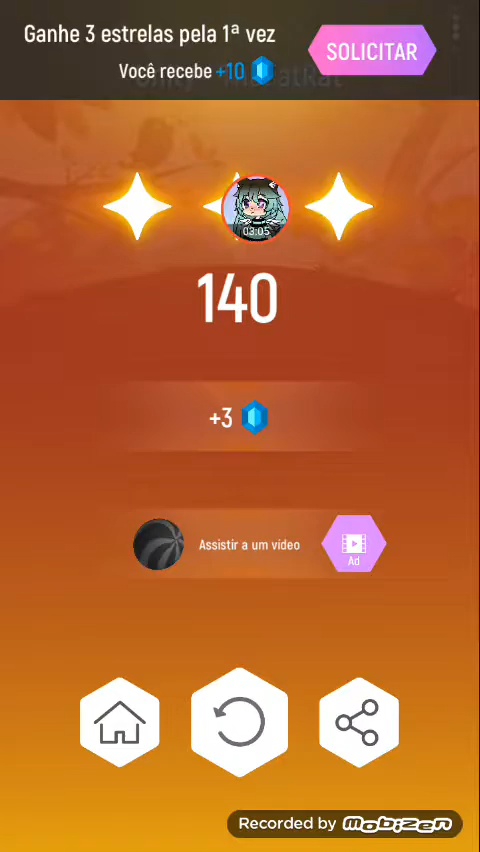 Ganhe 3 estrelas pela 1ª vez
SOLICITAR
Você recebe +10
03:05
140
+3
Assistir a um vídeo
Ad
Recorded by Mobizen